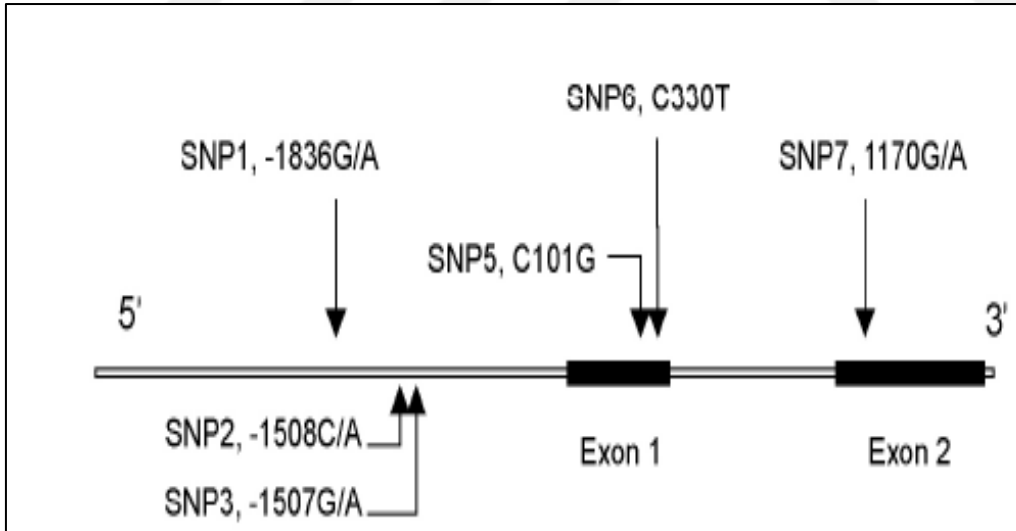 SNP6, C330T
SNP1, -1836G/A
SNP7, 1170G/A
SNP5, C101G
5'
3'
SNP2, -1508C/A
Exon 1
Exon 2
SNP3, -1507G/A